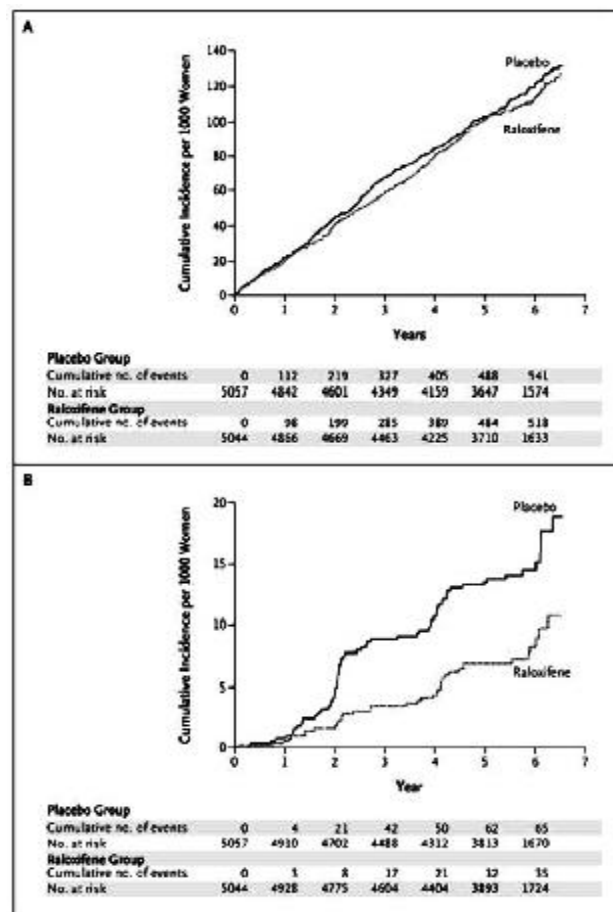 A
140
120
100
80
60
40
20
0
Cumulative Incidence per 1000 Women
Placebo
Raloxifene
0 1 2 3 4 5 6 7
Years
Placebo Group
Cumulative no. of events 0 112 219 327 405 488 541
No. at risk 5057 4842 4601 4349 4159 3647 1574
Raloxifene Group
Cumulative no. of events 0 98 199 285 389 484 518
No. at risk 5044 4866 4669 4463 4225 3710 1633
B
20
15
10
5
0
Cumulative Incidence per 1000 Women
Placebo
Raloxifene
0 1 2 3 4 5 6 7
Year
Placebo Group
Cumulative no. of events 0 4 21 42 50 62 65
No. at risk 5057 4910 4702 4488 4312 3813 1670
Raloxifene Group
Cumulative no. of events 0 8 17 21 32 35
No. at risk 5044 4928 4775 4604 4404 3893 1724